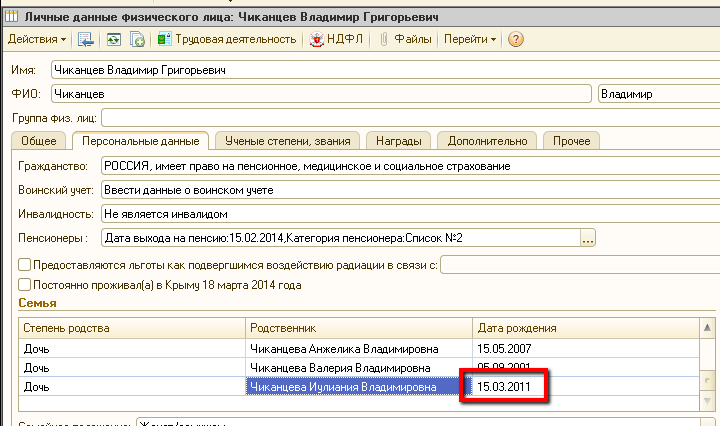 Личные данные физического лица: Чиканцев Владимир Григорьевич
Действия Трудовая деятельность НДФЛ Файлы Перейти ?
Имя: Чиканцев Владимир Григорьевич
ФИО: Чиканцев Владимир
Группа физ. лиц:
Общее Персональные данные Ученые степени, звания Награды Дополнительно Прочее
Гражданство: РОССИЯ, имеет право на пенсионное, медицинское и социальное страхование
Воинский учет: Ввести данные о воинском учете
Инвалидность: Не является инвалидом
Пенсионеры : Дата выхода на пенсию:15.02.2014,Категория пенсионера:Список №2 ...
Предоставляются льготы как подвергшимся воздействию радиации в связи с:
Постоянно проживал(а) в Крыму 18 марта 2014 года
Семья
Степень родства Родственник Дата рождения
Дочь Чиканцева Анжелика Владимировна 15.05.2007
Дочь Чиканцева Валерия Владимировна 05.09.2001
Дочь Чиканцева Иулиания Владимировна 15.03.2011